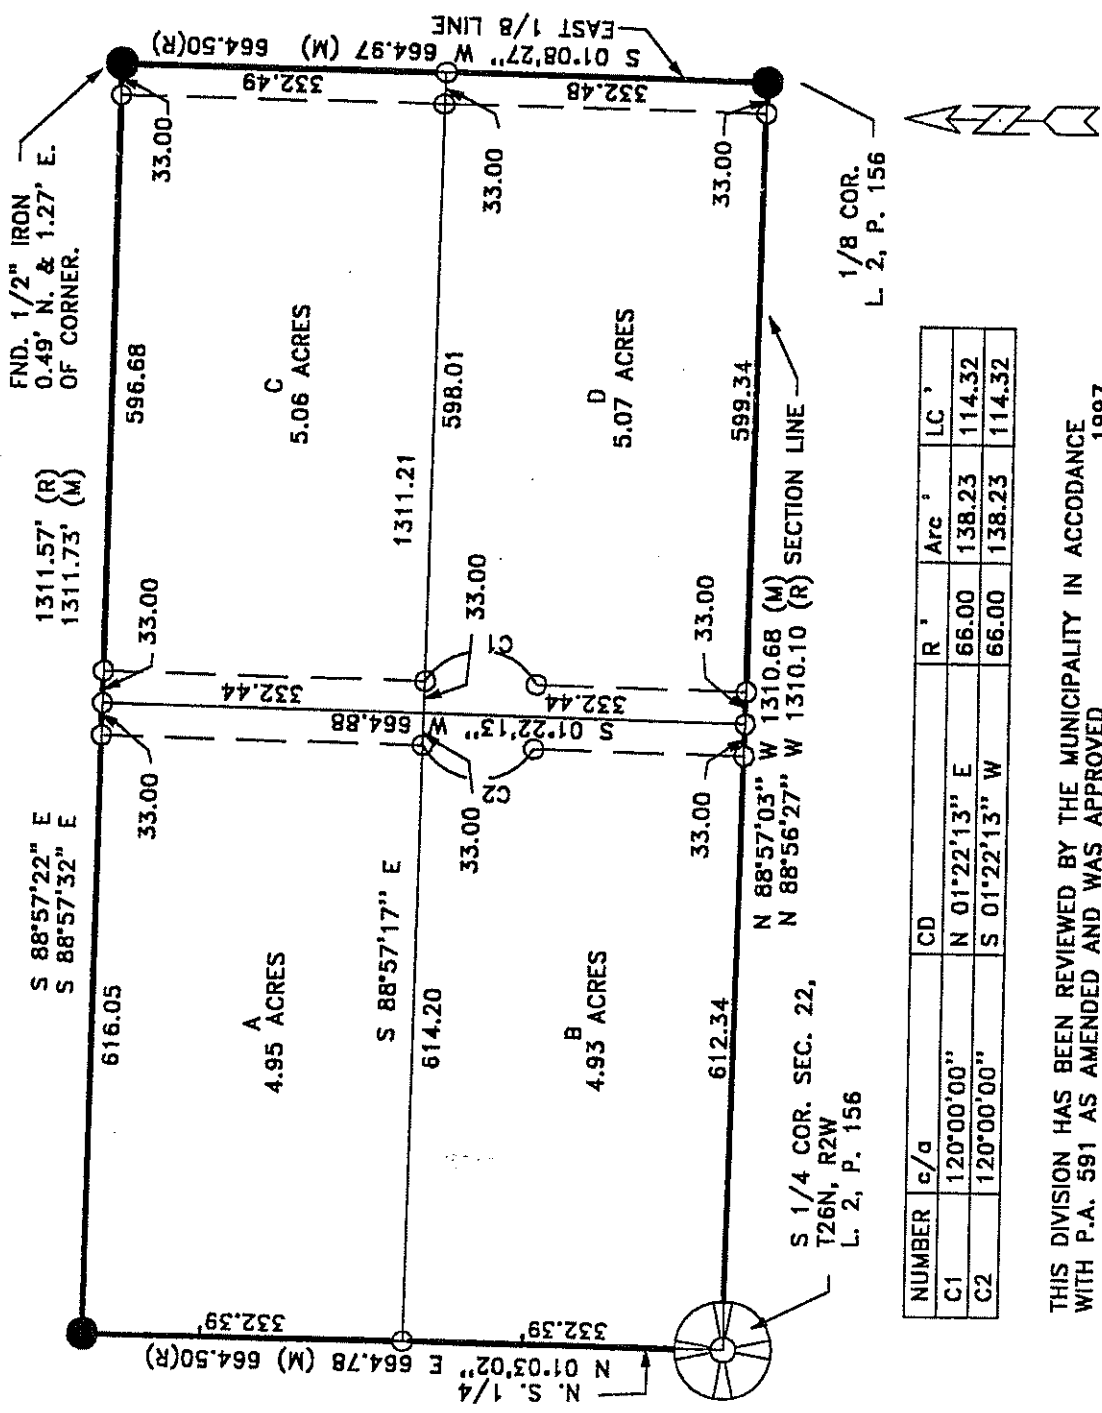 FND. 1/2" IRON
0.49' N. & 1.27' E.
OF CORNER.
1311.57' (R)
1311.73' (M)
S 88°57'22" E
S 88°57'32" E
616.05
33.00
33.00
596.68
33.00
A
4.95 ACRES
C
5.06 ACRES
332.39'
332.44
332.49
N 01°03'02" E 664.78 (M) 664.50(R)
N. S. 1/4
S 01°22'13" W
664.88
S 01°08'27" W 664.97 (M) 664.50(R)
EAST 1/8 LINE
S 88°57'17" E
1311.21
614.20
33.00
33.00
598.01
33.00
C2
C1
B
4.93 ACRES
D
5.07 ACRES
332.39'
332.44
332.48
612.34
33.00
33.00
599.34
33.00
N 88°57'03" W 1310.68 (M)
N 88°56'27" W 1310.10 (R)
SECTION LINE
S 1/4 COR. SEC. 22,
T26N, R2W
L. 2, P. 156
1/8 COR.
L. 2, P. 156
N
NUMBER c/a CD R' Arc' LC'
C1 120°00'00" N 01°22'13" E 66.00 138.23 114.32
C2 120°00'00" S 01°22'13" W 66.00 138.23 114.32
THIS DIVISION HAS BEEN REVIEWED BY THE MUNICIPALITY IN ACCODANCE
WITH P.A. 591 AS AMENDED AND WAS APPROVED 1997